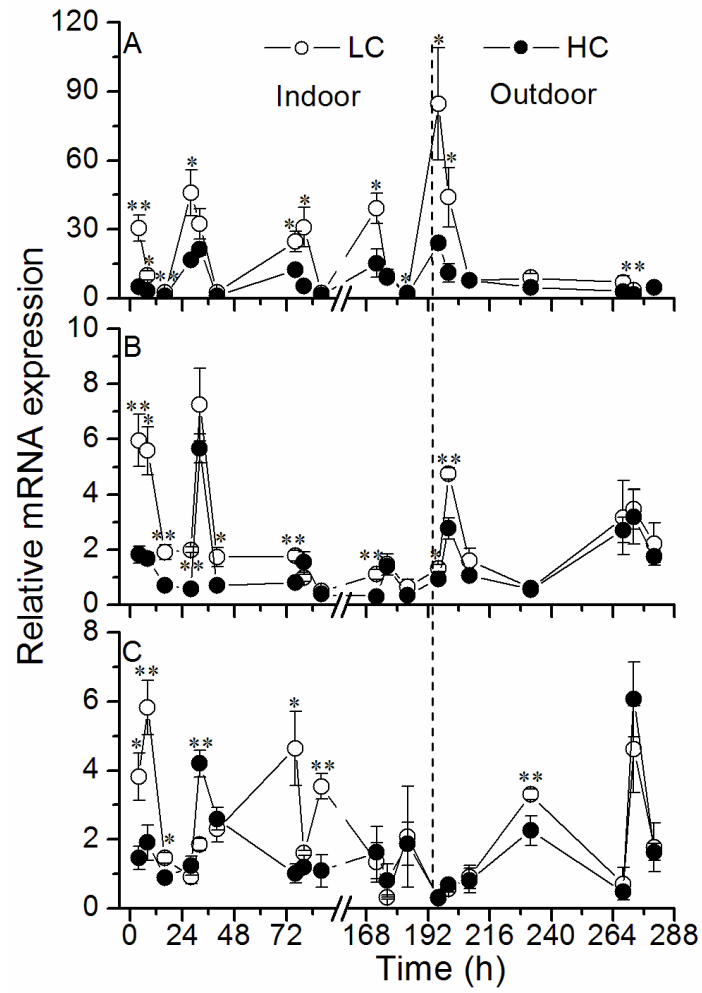 120
A
LC
HC
Indoor
Outdoor
90
60
30
0
** * ** * * * * * * * **
Relative mRNA expression
10
B
8
6
4
2
0
** * ** ** * ** ** * **
8
C
6
4
2
0
* ** * ** * ** **
0 24 48 72 168 192 216 240 264 288
Time (h)